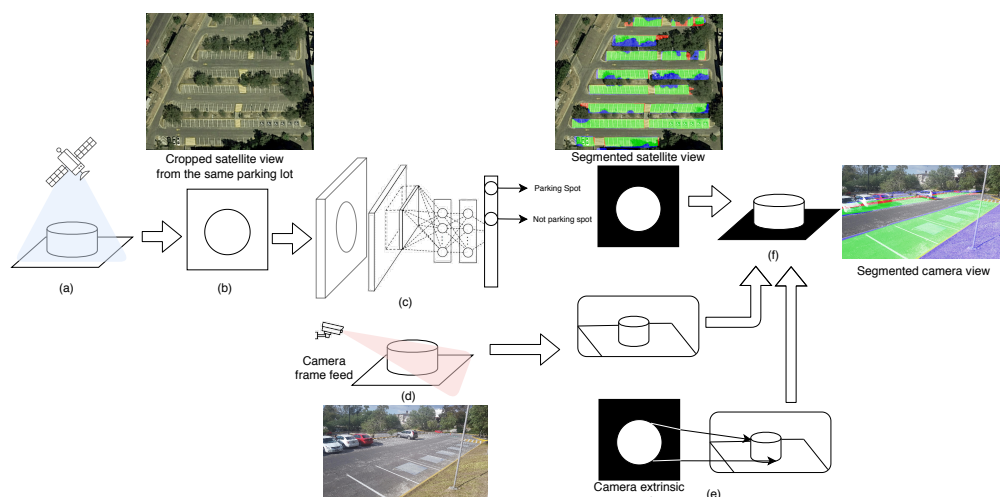 Cropped satellite view
from the same parking lot
Segmented satellite view
Parking Spot
Not parking spot
(a)
(b)
(c)
(f)
Segmented camera view
Camera
frame feed
(d)
Camera extrinsic
(e)